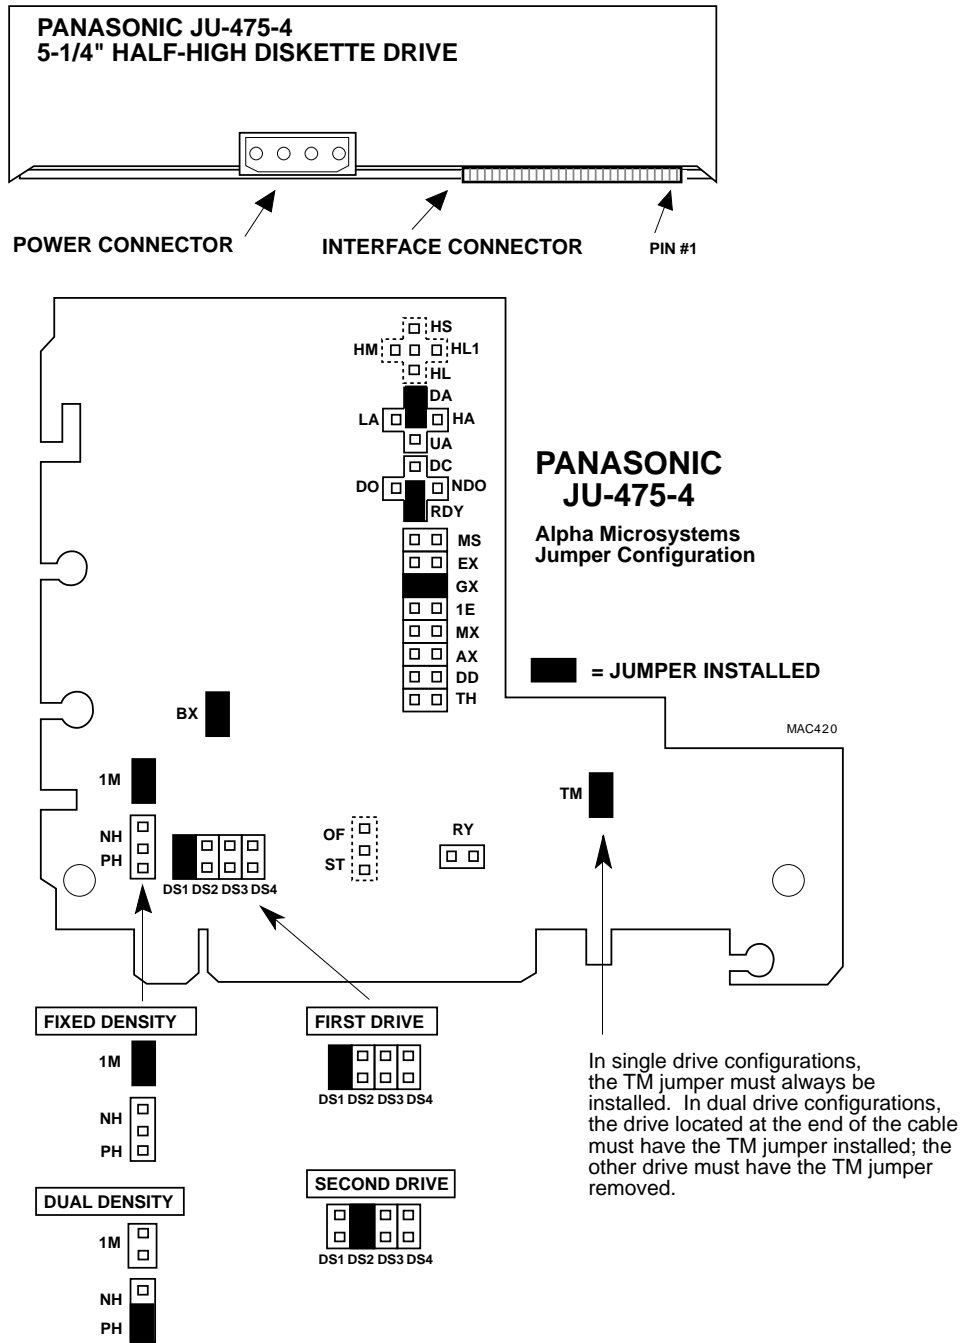 PANASONIC JU-475-4
5-1/4" HALF-HIGH DISKETTE DRIVE
POWER CONNECTOR
INTERFACE CONNECTOR
PIN #1
HS
HM
HL1
HL
DA
LA
HA
UA
DC
DO
NDO
RDY
MS
EX
GX
1E
MX
AX
DD
TH
PANASONIC
JU-475-4
Alpha Microsystems
Jumper Configuration
= JUMPER INSTALLED
MAC420
BX
1M
NH
PH
DS1 DS2 DS3 DS4
OF
ST
RY
TM
FIXED DENSITY
1M
NH
PH
DUAL DENSITY
1M
NH
PH
FIRST DRIVE
DS1 DS2 DS3 DS4
SECOND DRIVE
DS1 DS2 DS3 DS4
In single drive configurations,
the TM jumper must always be
installed. In dual drive configurations,
the drive located at the end of the cable
must have the TM jumper installed; the
other drive must have the TM jumper
removed.